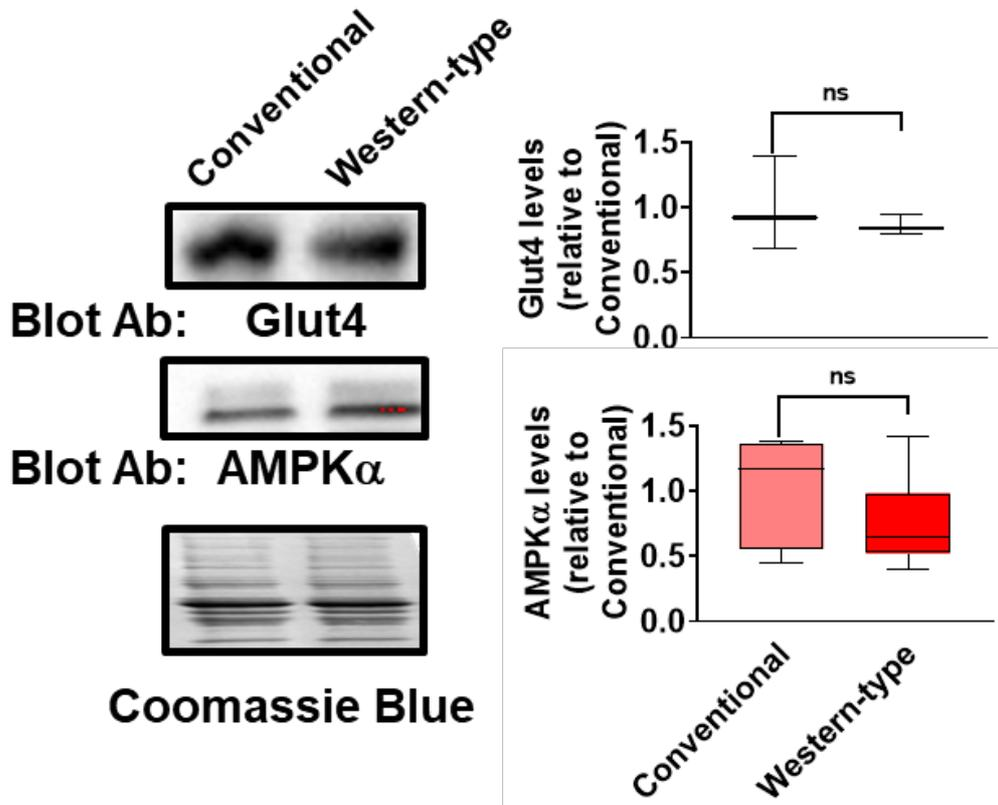 Conventional
Western-type
Blot Ab: Glut4
Blot Ab: AMPKα
Coomassie Blue
ns
Glut4 levels
(relative to
Conventional)
1.5
1.0
0.5
0.0
ns
AMPKα levels
(relative to
Conventional)
1.5
1.0
0.5
0.0
Conventional
Western-type